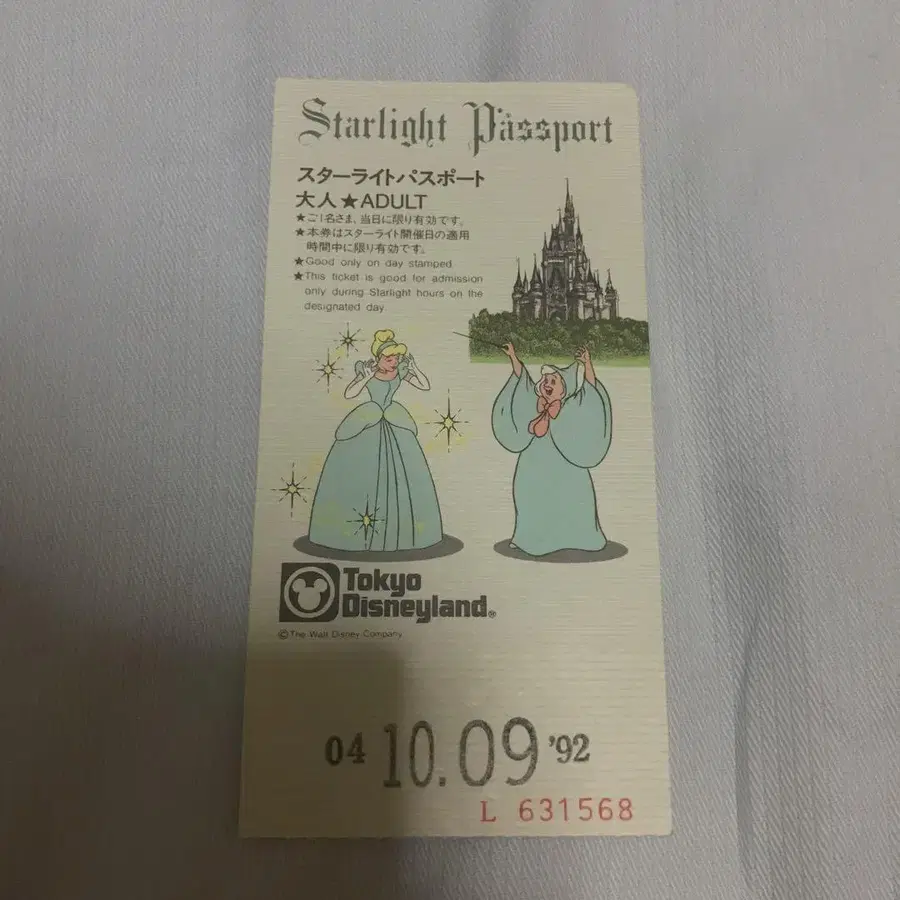 Starlight Passport
スターライトパスポート
大人★ADULT
★ご1名さま、当日に限り有効です。
★本券はスターライト開催日の適用
時間中に限り有効です。
★Good only on day stamped
★This ticket is good for admission
only during Starlight hours on the
designated day
Tokyo
Disneyland®
©The Walt Disney Company
04 10.09 '92
L 631568